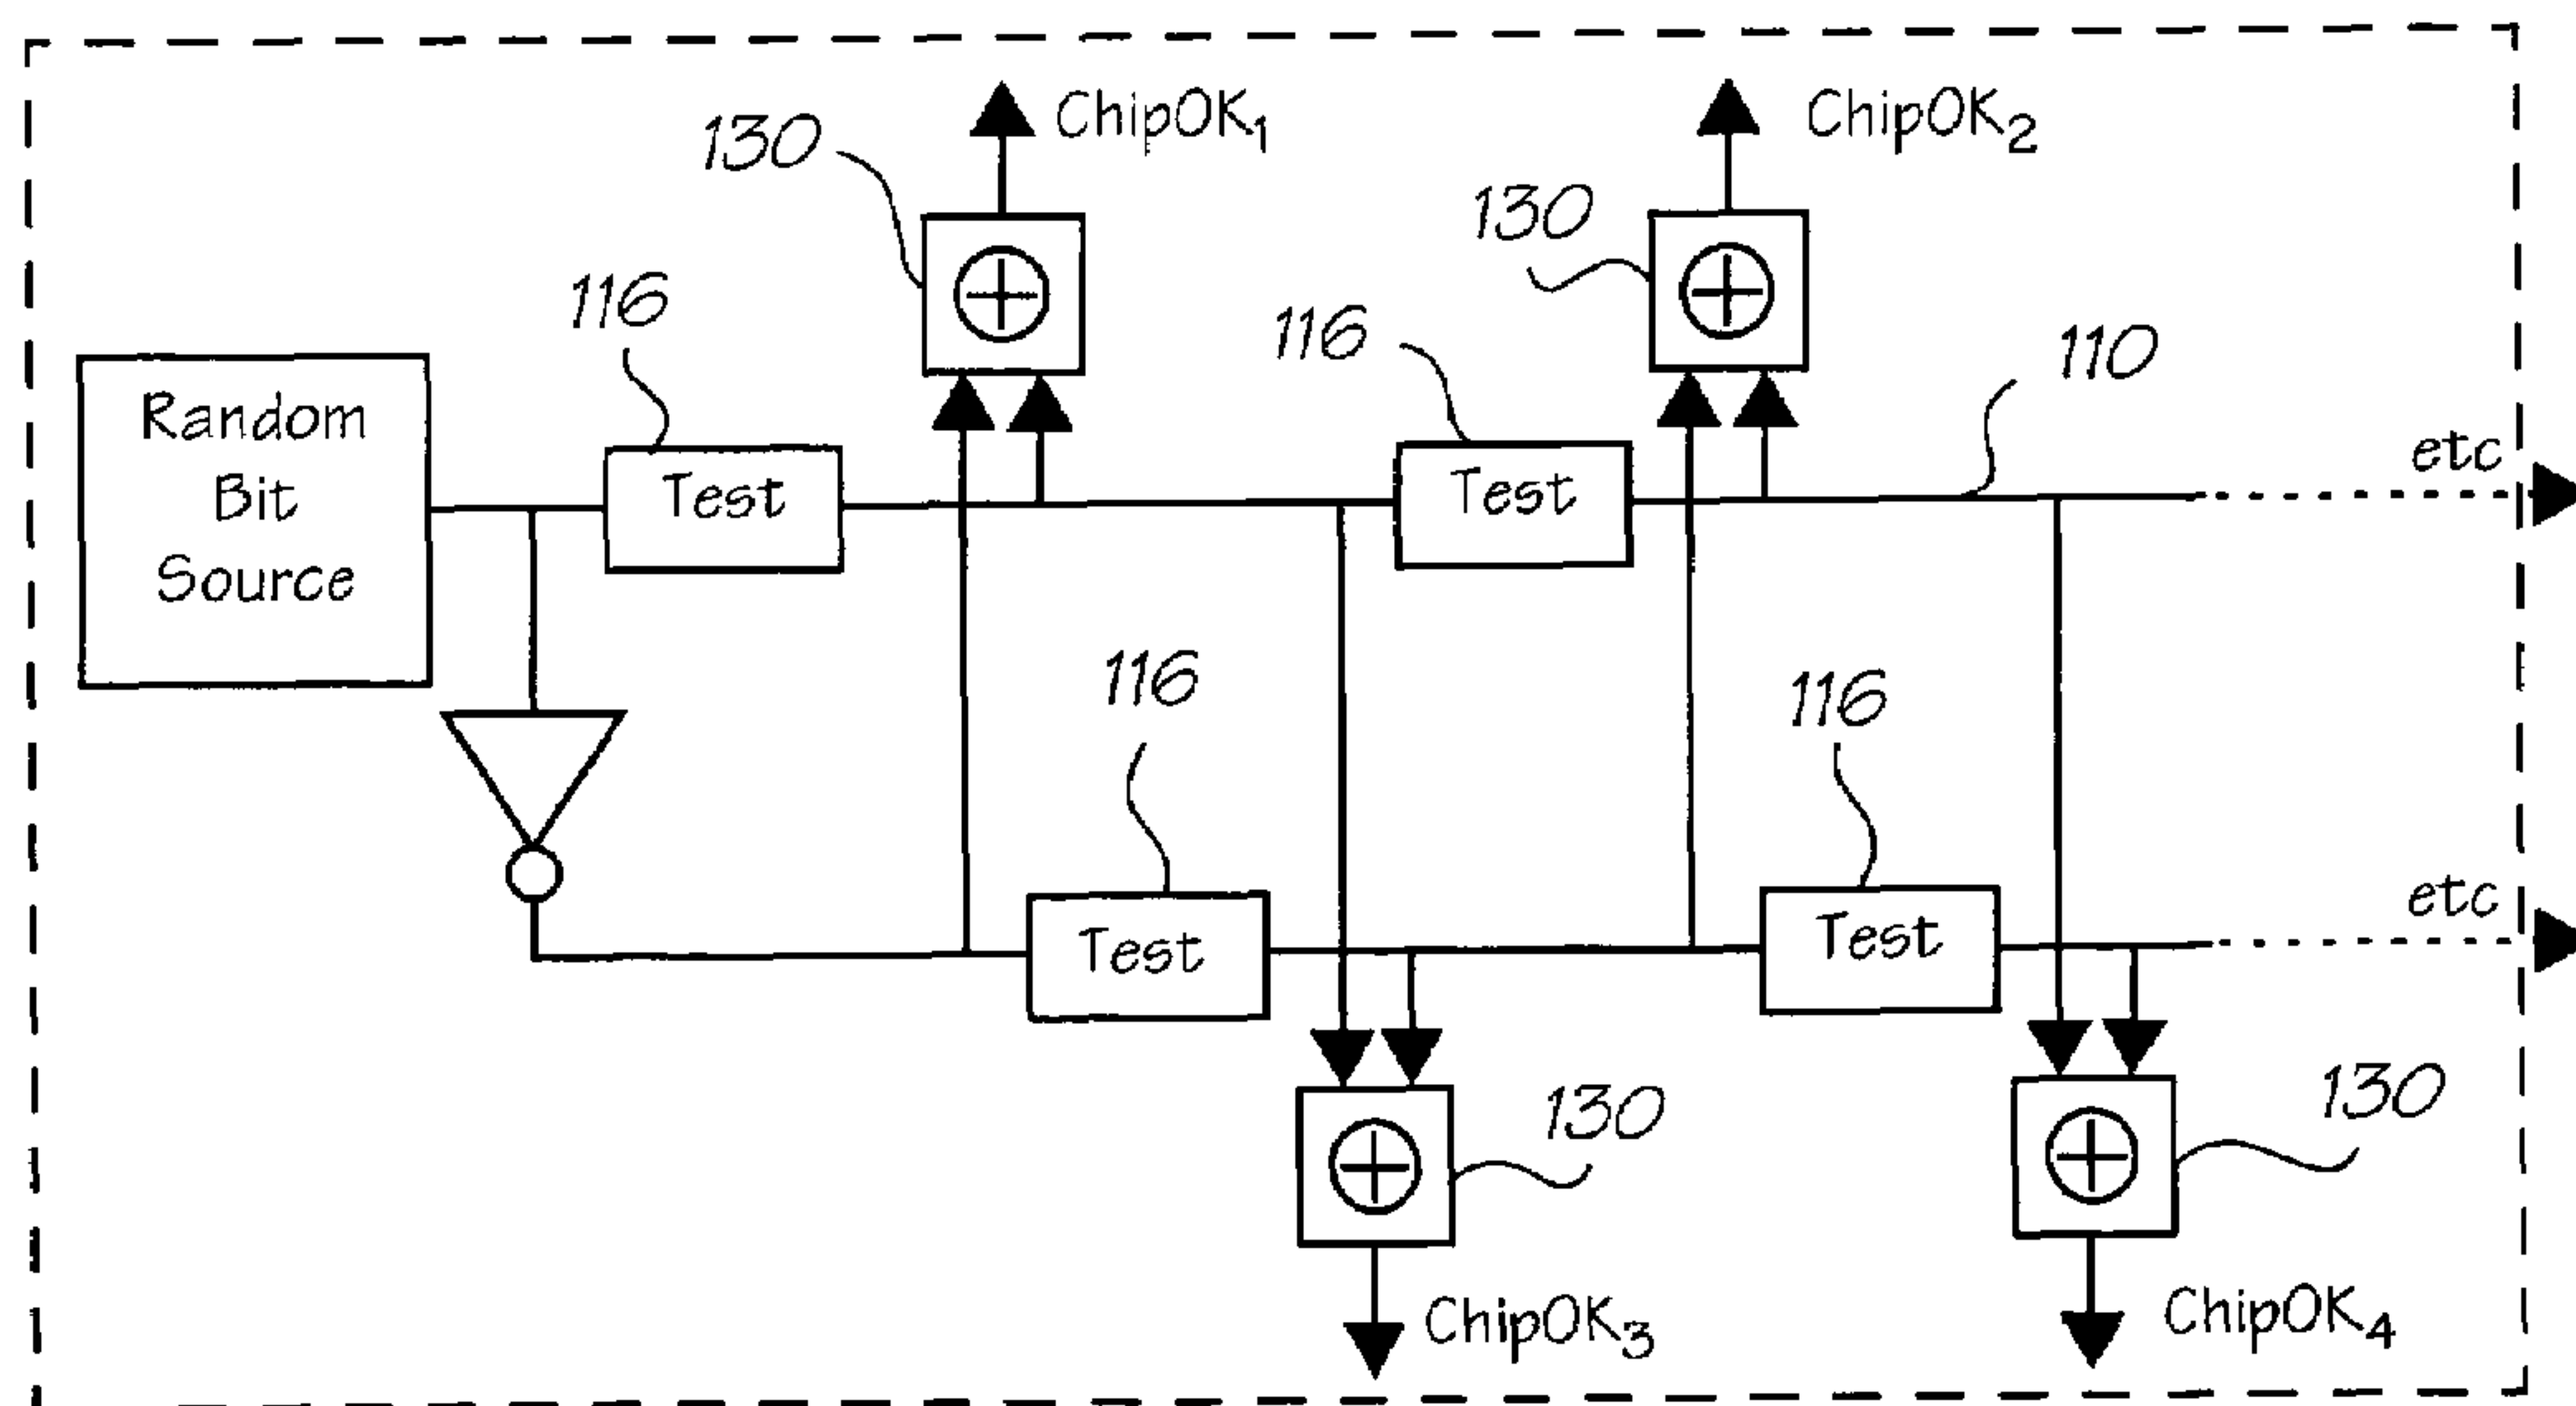 ChipOK1
ChipOK2
130
130
116
116
110
Random
Bit
Source
Test
Test
etc
116
116
Test
Test
etc
130
130
ChipOK3
ChipOK4